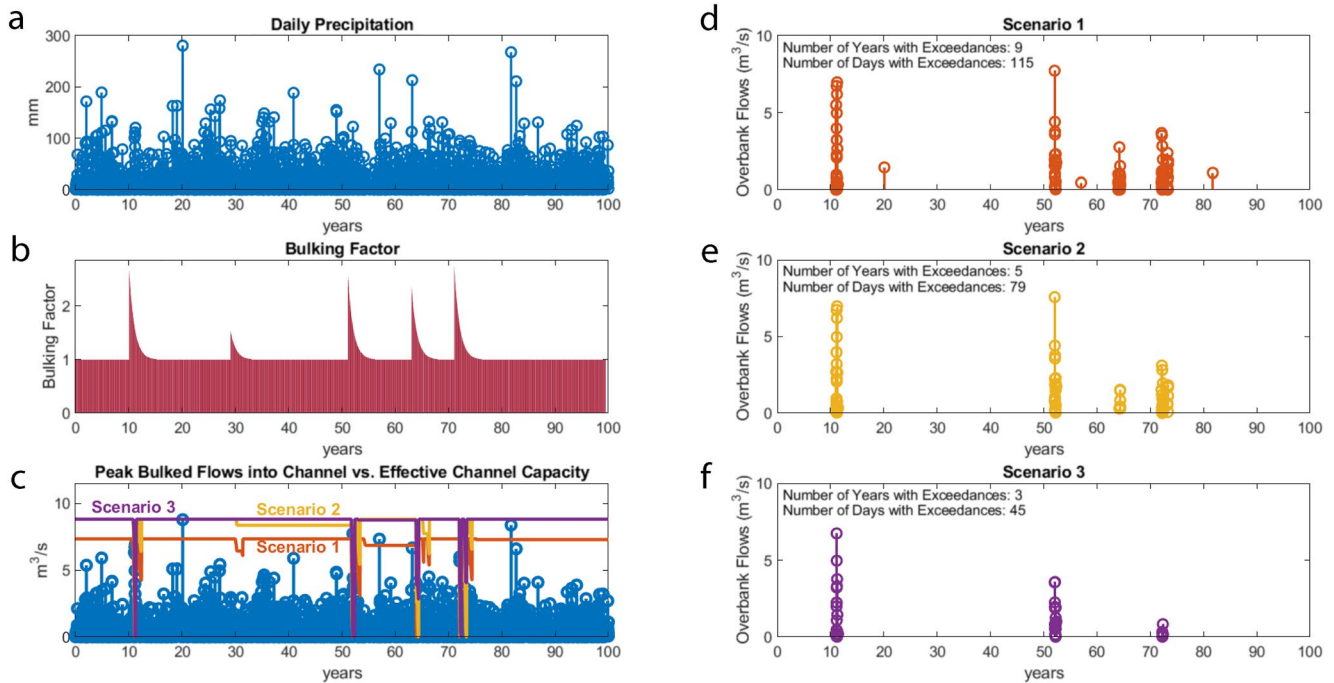 a
Daily Precipitation
300
200
100
0
mm
0 10 20 30 40 50 60 70 80 90 100
years
b
Bulking Factor
2
1
0
Bulking Factor
0 10 20 30 40 50 60 70 80 90 100
years
c
Peak Bulked Flows into Channel vs. Effective Channel Capacity
10
5
0
m³/s
Scenario 3
Scenario 2
Scenario 1
0 10 20 30 40 50 60 70 80 90 100
years
d
Scenario 1
10
5
0
Overbank Flows (m³/s)
Number of Years with Exceedances: 9
Number of Days with Exceedances: 115
0 10 20 30 40 50 60 70 80 90 100
years
e
Scenario 2
10
5
0
Overbank Flows (m³/s)
Number of Years with Exceedances: 5
Number of Days with Exceedances: 79
0 10 20 30 40 50 60 70 80 90 100
years
f
Scenario 3
10
5
0
Overbank Flows (m³/s)
Number of Years with Exceedances: 3
Number of Days with Exceedances: 45
0 10 20 30 40 50 60 70 80 90 100
years